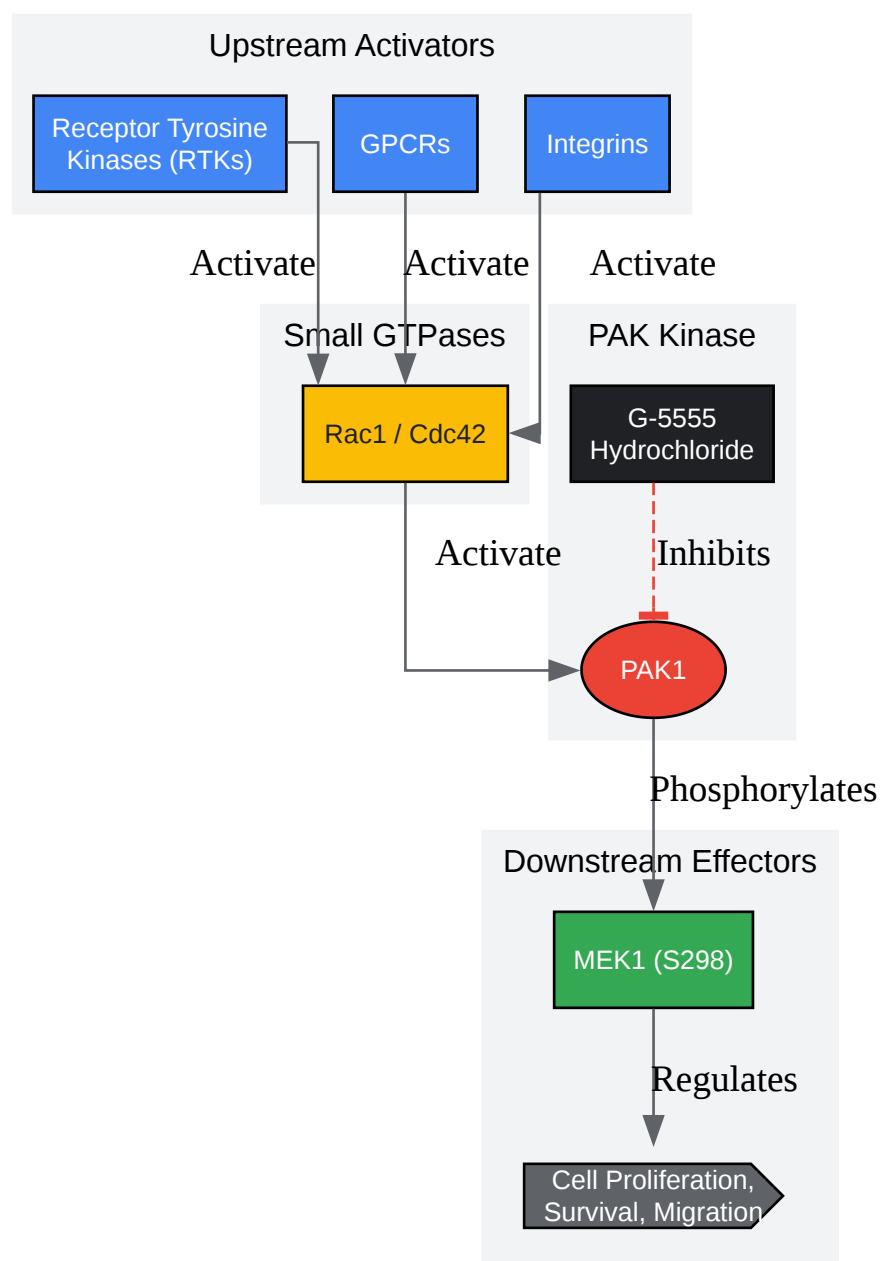 Upstream Activators
Receptor Tyrosine
Kinases (RTKs)
GPCRs
Integrins
Activate
Activate
Activate
Small GTPases
PAK Kinase
Rac1 / Cdc42
G-5555
Hydrochloride
Activate
Inhibits
PAK1
Phosphorylates
Downstream Effectors
MEK1 (S298)
Regulates
Cell Proliferation,
Survival, Migration